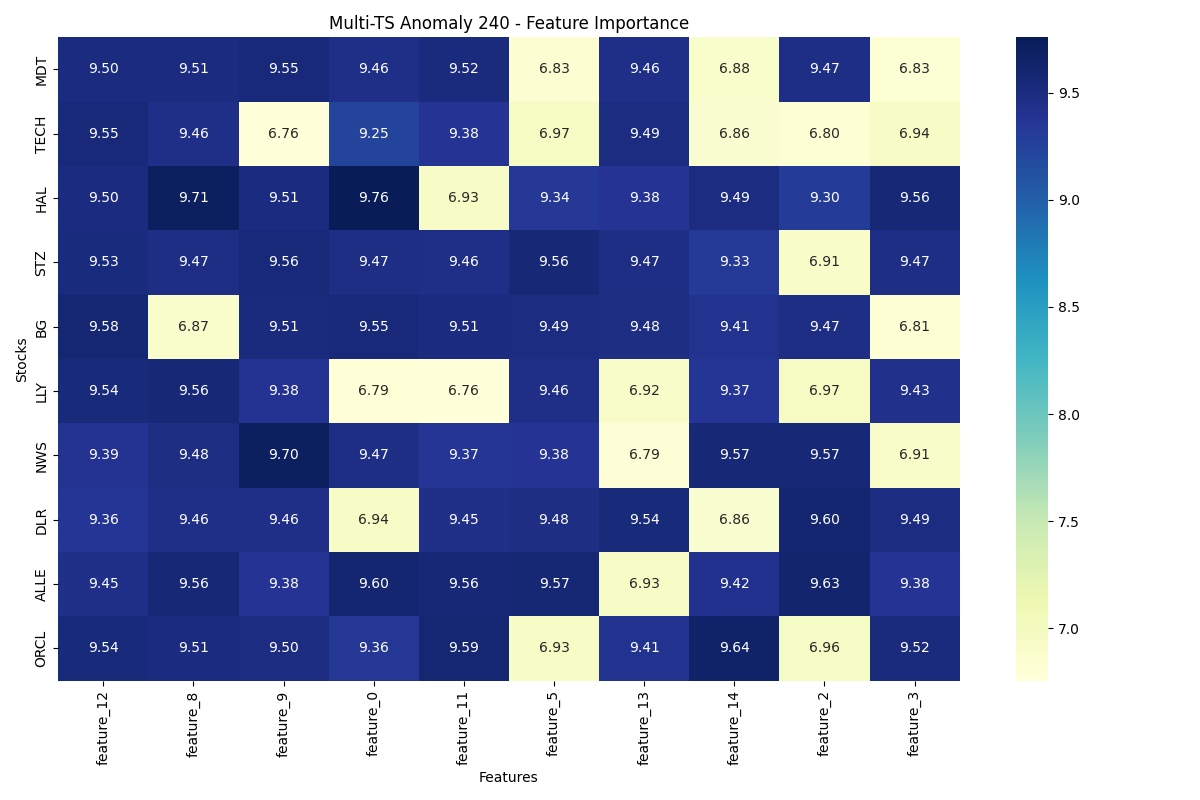 Multi-TS Anomaly 240 - Feature Importance
Stocks
MDT 9.50 9.51 9.55 9.46 9.52 6.83 9.46 6.88 9.47 6.83
TECH 9.55 9.46 6.76 9.25 9.38 6.97 9.49 6.86 6.80 6.94
HAL 9.50 9.71 9.51 9.76 6.93 9.34 9.38 9.49 9.30 9.56
STZ 9.53 9.47 9.56 9.47 9.46 9.56 9.47 9.33 6.91 9.47
BG 9.58 6.87 9.51 9.55 9.51 9.49 9.48 9.41 9.47 6.81
LLY 9.54 9.56 9.38 6.79 6.76 9.46 6.92 9.37 6.97 9.43
NWS 9.39 9.48 9.70 9.47 9.37 9.38 6.79 9.57 9.57 6.91
DLR 9.36 9.46 9.46 6.94 9.45 9.48 9.54 6.86 9.60 9.49
ALLE 9.45 9.56 9.38 9.60 9.56 9.57 6.93 9.42 9.63 9.38
ORCL 9.54 9.51 9.50 9.36 9.59 6.93 9.41 9.64 6.96 9.52
feature_12 feature_8 feature_9 feature_0 feature_11 feature_5 feature_13 feature_14 feature_2 feature_3
Features
9.5
9.0
8.5
8.0
7.5
7.0